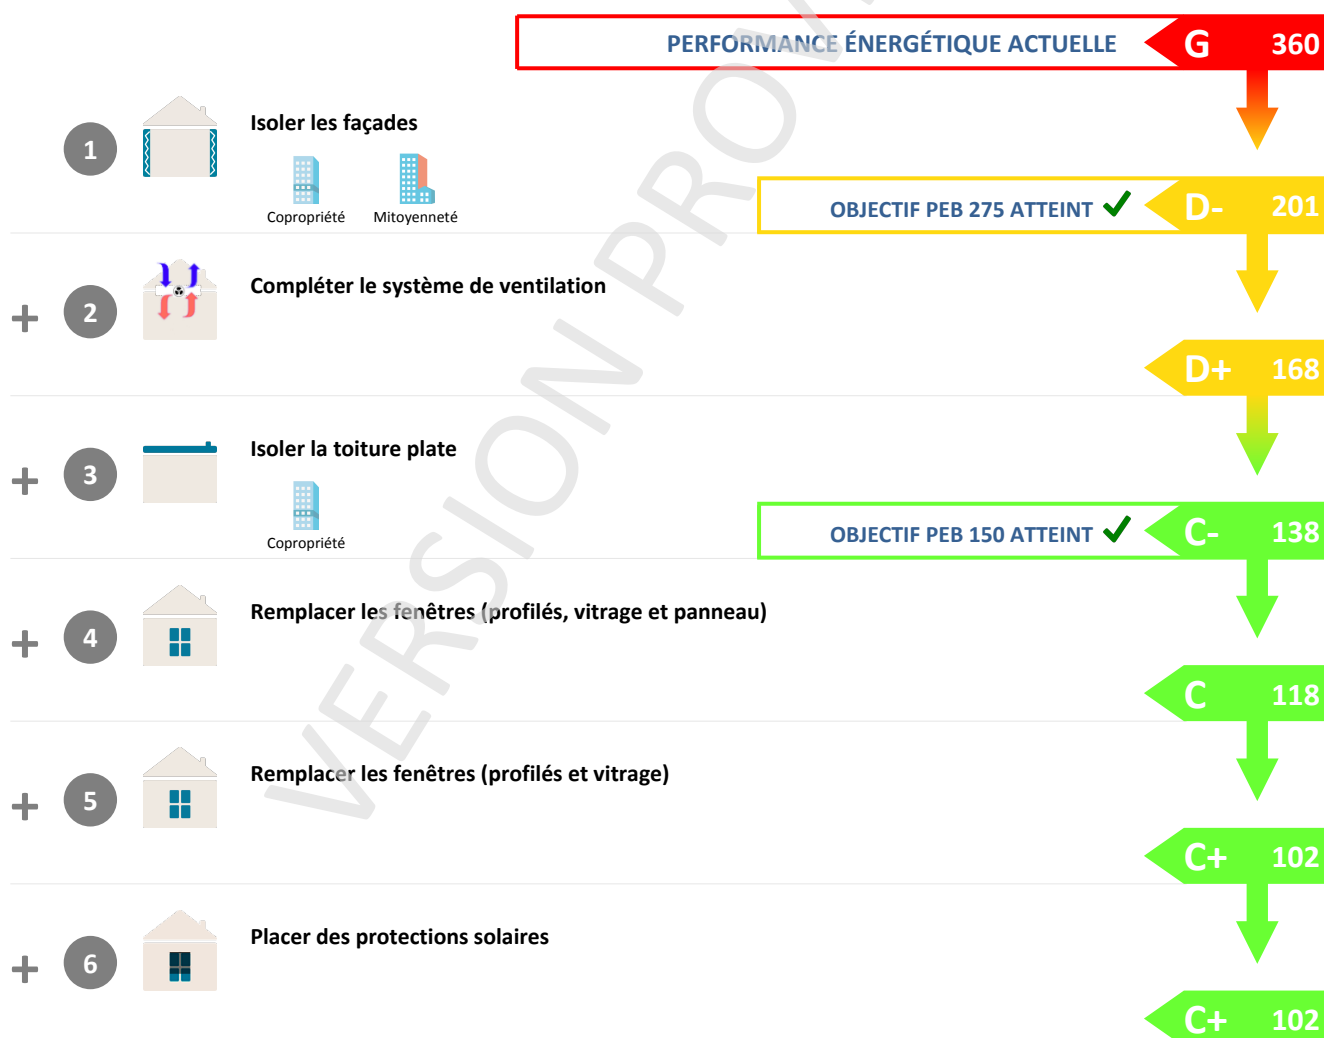 PERFORMANCE ÉNERGÉTIQUE ACTUELLE G 360
1 Isoler les façades
Copropriété Mitoyenneté
OBJECTIF PEB 275 ATTEINT D- 201
+ 2 Compléter le système de ventilation
D+ 168
+ 3 Isoler la toiture plate
Copropriété
OBJECTIF PEB 150 ATTEINT C- 138
+ 4 Remplacer les fenêtres (profilés, vitrage et panneau)
C 118
+ 5 Remplacer les fenêtres (profilés et vitrage)
C+ 102
+ 6 Placer des protections solaires
C+ 102
VERSION PROV